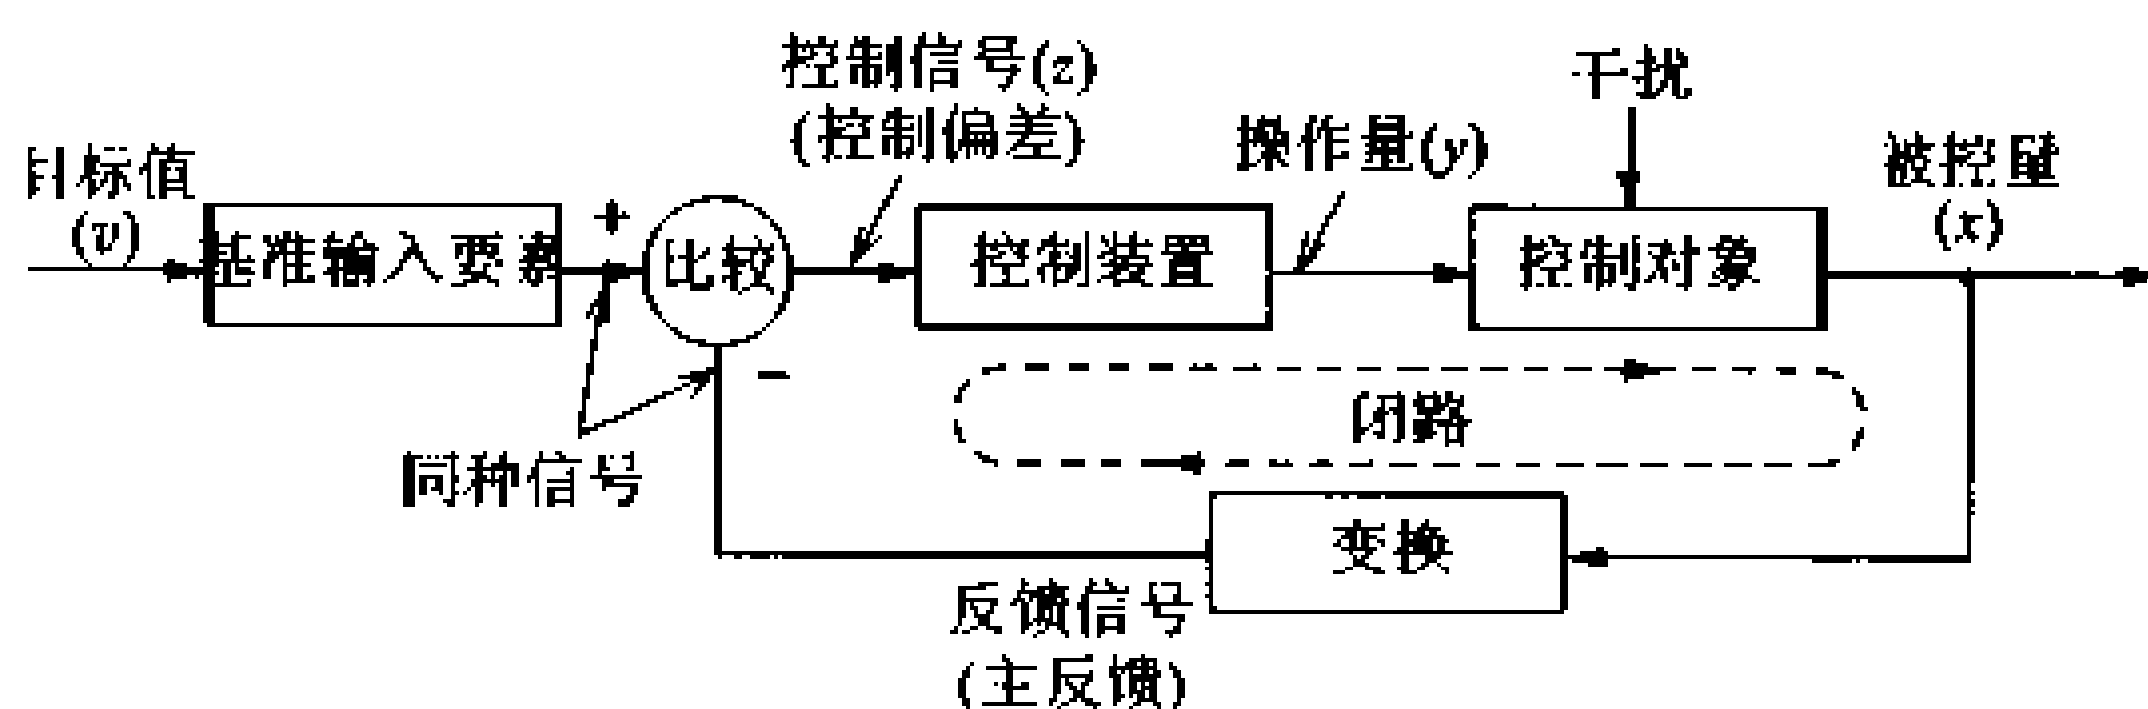 控制信号(z)
(控制偏差)
干扰
操作量(y)
目标值
(v)
被控量
(x)
+
基准输入要素
比较
控制装置
控制对象
-
闭路
同种信号
变换
反馈信号
(主反馈)